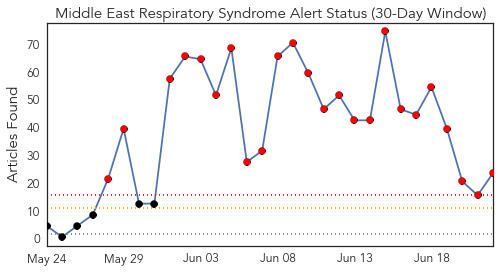 Middle East Respiratory Syndrome Alert Status (30-Day Window)
Articles Found
70
60
50
40
30
20
10
0
May 24 May 29 Jun 03 Jun 08 Jun 13 Jun 18